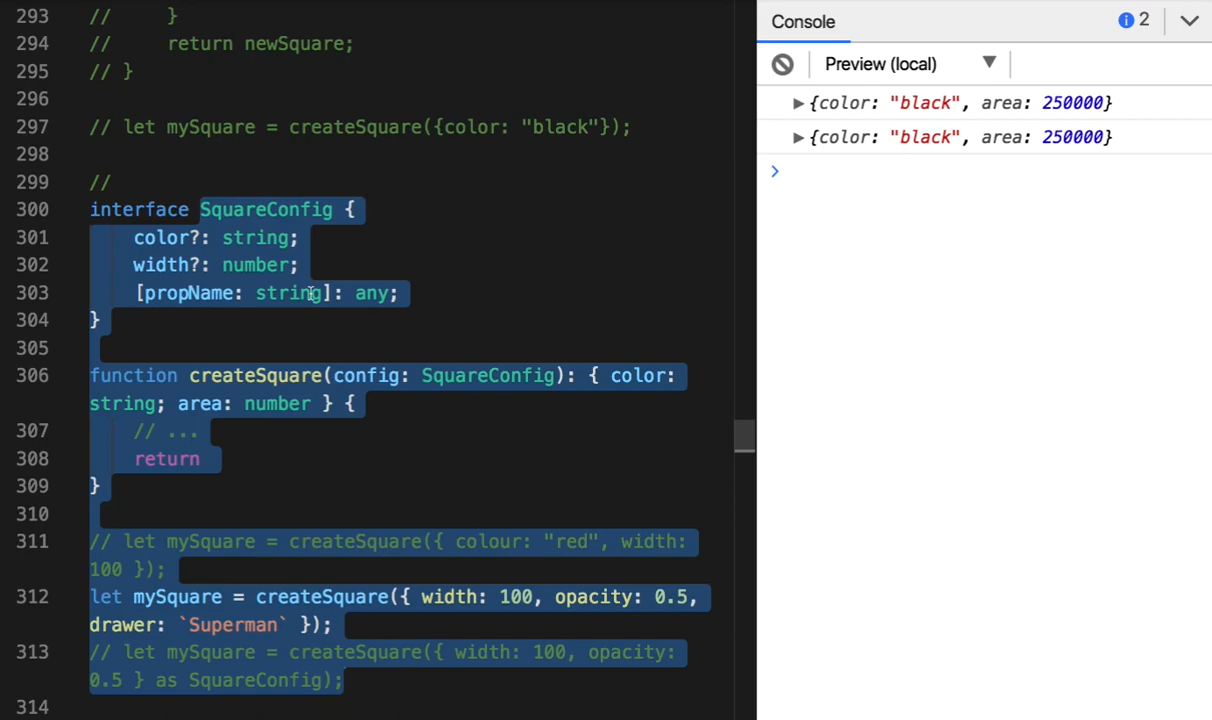 293 //     }
294 //     return newSquare;
295 // }
296
297 // let mySquare = createSquare({color: "black"});
298
299 //
300 interface SquareConfig {
301     color?: string;
302     width?: number;
303     [propName: string]: any;
304 }
305
306 function createSquare(config: SquareConfig): { color:
string; area: number } {
307     // ...
308     return
309 }
310
311 // let mySquare = createSquare({ colour: "red", width:
100 });
312 let mySquare = createSquare({ width: 100, opacity: 0.5,
drawer: `Superman` });
313 // let mySquare = createSquare({ width: 100, opacity:
0.5 } as SquareConfig);
314
Console
2
Preview (local)
{color: "black", area: 250000}
{color: "black", area: 250000}